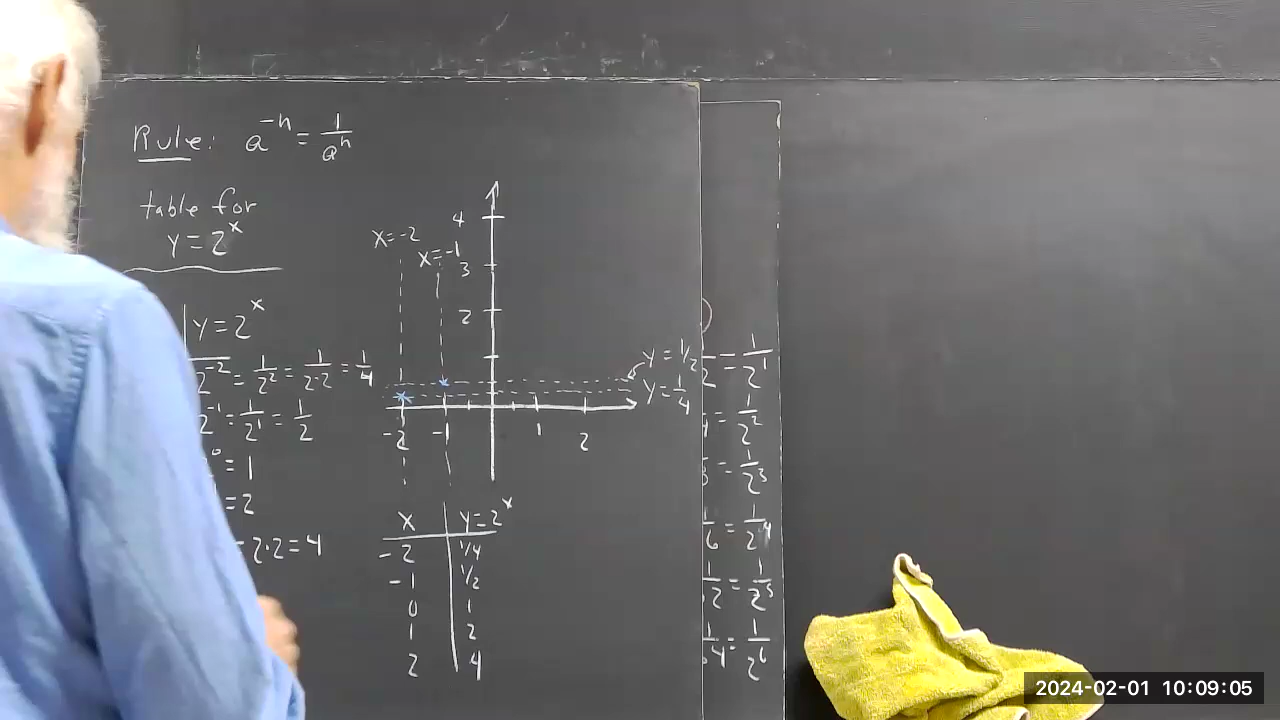 Rule: a^-n = 1/a^n
table for
y = 2^x
y = 2^x
2^-2 = 1/2^2 = 1/2·2 = 1/4
2^-1 = 1/2^1 = 1/2
0 = 1
= 2
= 2·2 = 4
x=-2
x=-1
4
3
2
y = 1/2
y = 1/4
-2 -1 1 2
x y=2^x
-2 1/4
-1 1/2
0 1
1 2
2 4
= 1/2^1
= 1/2^2
= 1/2^3
= 1/2^4
= 1/2^5
= 1/2^6
2024-02-01 10:09:05